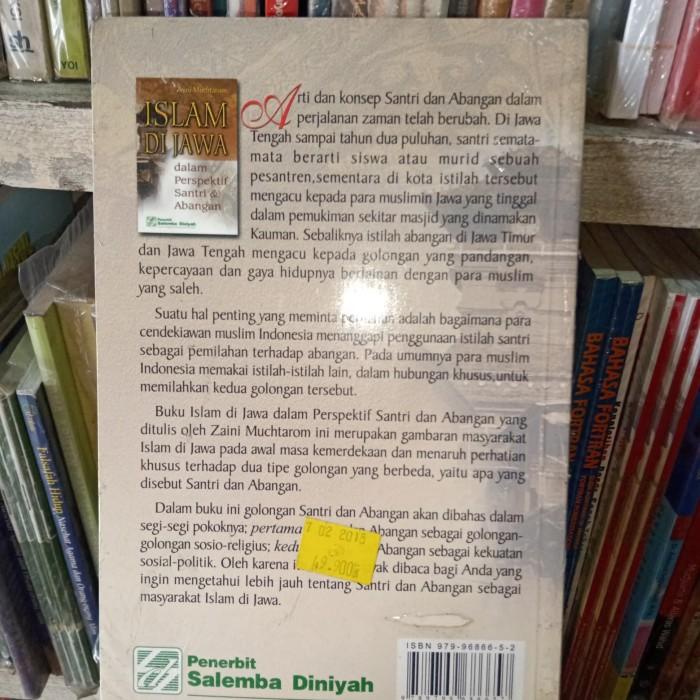 Zaini Muchtarom
ISLAM
DI JAWA
dalam
Perspektif
Santri &
Abangan
Penerbit
Salemba Diniyah
Arti dan konsep Santri dan Abangan dalam
perjalanan zaman telah berubah. Di Jawa
Tengah sampai tahun dua puluhan, santri semata-
mata berarti siswa atau murid sebuah
pesantren,sementara di kota istilah tersebut
mengacu kepada para muslimin Jawa yang tinggal
dalam pemukiman sekitar masjid yang dinamakan
Kauman. Sebaliknya istilah abangan di Jawa Timur
dan Jawa Tengah mengacu kepada golongan yang pandangan,
kepercayaan dan gaya hidupnya berlainan dengan para muslim
yang saleh.
Suatu hal penting yang meminta adalah bagaimana para
cendekiawan muslim Indonesia menanggapi penggunaan istilah santri
sebagai pemilahan terhadap abangan. Pada umumnya para muslim
Indonesia memakai istilah-istilah lain, dalam hubungan khusus,untuk
memilahkan kedua golongan tersebut.
Buku Islam di Jawa dalam Perspektif Santri dan Abangan yang
ditulis oleh Zaini Muchtarom ini merupakan gambaran masyarakat
Islam di Jawa pada awal masa kemerdekaan dan menaruh perhatian
khusus terhadap dua tipe golongan yang berbeda, yaitu apa yang
disebut Santri dan Abangan.
Dalam buku ini golongan Santri dan Abangan akan dibahas dalam
segi-segi pokoknya; pertama Abangan sebagai golongan-
golongan sosio-religius; Abangan sebagai kekuatan
sosial-politik. Oleh karena dibaca bagi Anda yang
ingin mengetahui lebih jauh tentang Santri dan Abangan sebagai
masyarakat Islam di Jawa.
7 02 2018
49.900
ISBN 979-96866-5-2
Penerbit
Salemba Diniyah
Falsafah Hidup
BAHASA FORTRAN
BAHASA FORTRAN